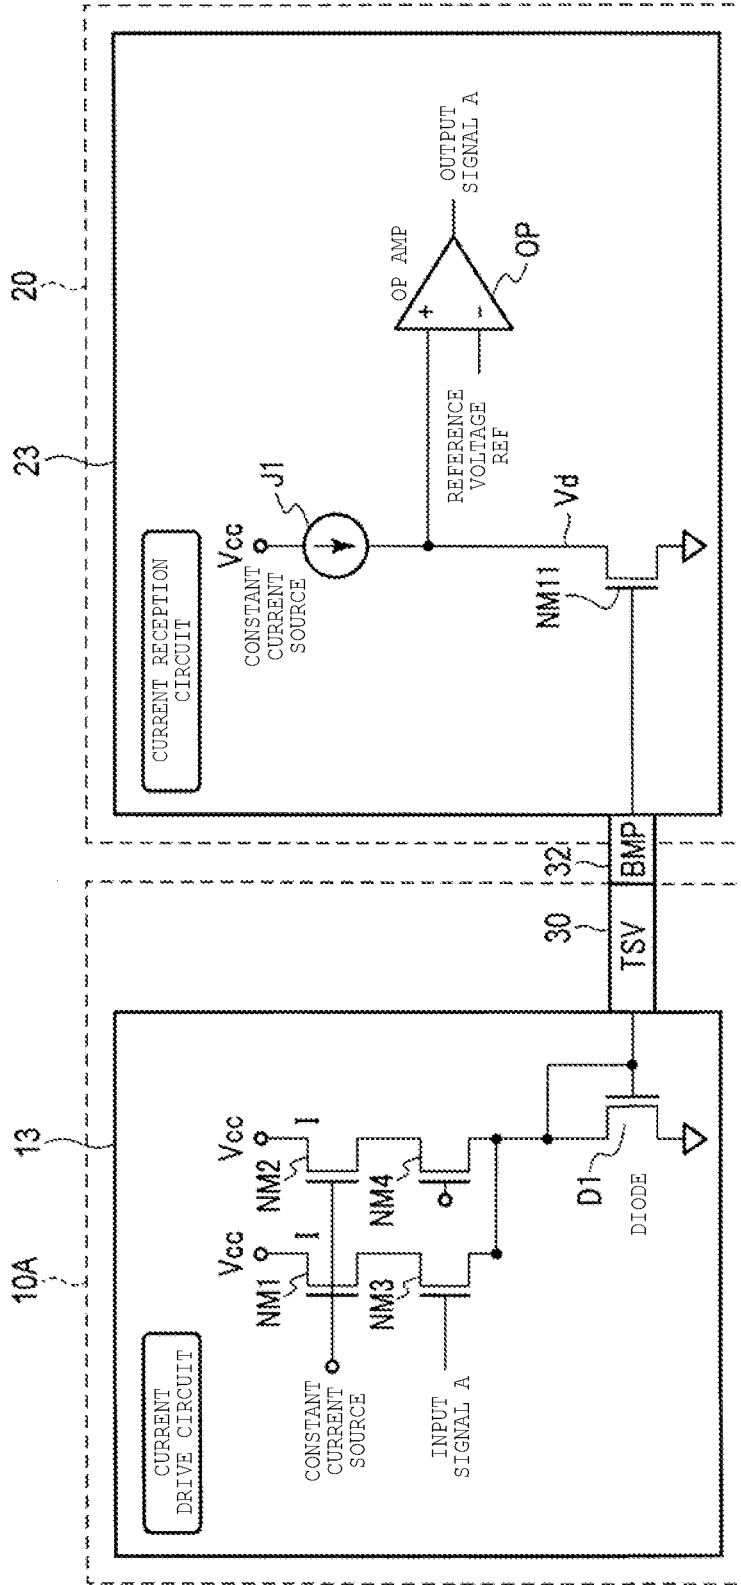 10A
13
CURRENT
DRIVE CIRCUIT
CONSTANT
CURRENT
SOURCE
Vcc
NM1
I
Vcc
NM2
I
INPUT
SIGNAL A
NM3
NM4
D1
DIODE
30
TSV
32
BMP
20
23
CURRENT RECEPTION
CIRCUIT
Vcc
CONSTANT
CURRENT
SOURCE
J1
OP AMP
+
−
OP
OUTPUT
SIGNAL A
REFERENCE
VOLTAGE
REF
Vd
NM11